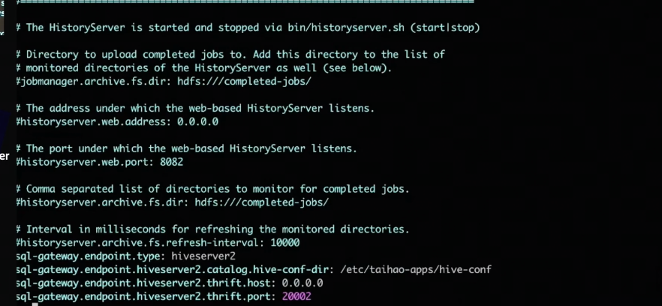 #==============================================================================
# The HistoryServer is started and stopped via bin/historyserver.sh (start|stop)
# Directory to upload completed jobs to. Add this directory to the list of
# monitored directories of the HistoryServer as well (see below).
#jobmanager.archive.fs.dir: hdfs:///completed-jobs/
# The address under which the web-based HistoryServer listens.
#historyserver.web.address: 0.0.0.0
# The port under which the web-based HistoryServer listens.
#historyserver.web.port: 8082
# Comma separated list of directories to monitor for completed jobs.
#historyserver.archive.fs.dir: hdfs:///completed-jobs/
# Interval in milliseconds for refreshing the monitored directories.
#historyserver.archive.fs.refresh-interval: 10000
sql-gateway.endpoint.type: hiveserver2
sql-gateway.endpoint.hiveserver2.catalog.hive-conf-dir: /etc/taihao-apps/hive-conf
sql-gateway.endpoint.hiveserver2.thrift.host: 0.0.0.0
sql-gateway.endpoint.hiveserver2.thrift.port: 20002